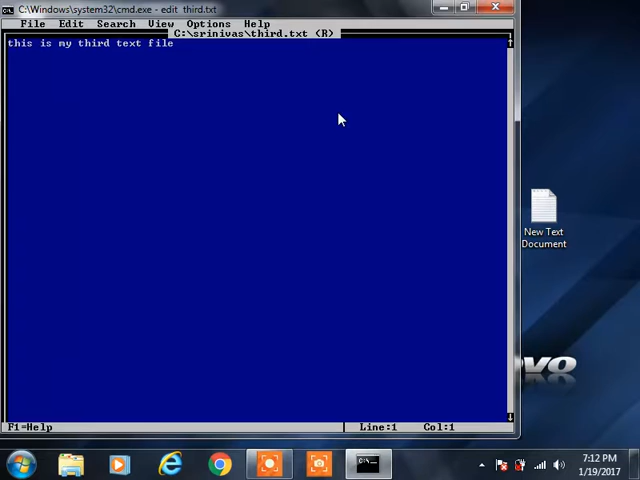 C:\Windows\system32\cmd.exe - edit  third.txt
File Edit Search View Options Help
C:\srinivas\third.txt (R)
this is my third text file
New Text
Document
F1=Help Line:1 Col:1
7:12 PM
1/19/2017